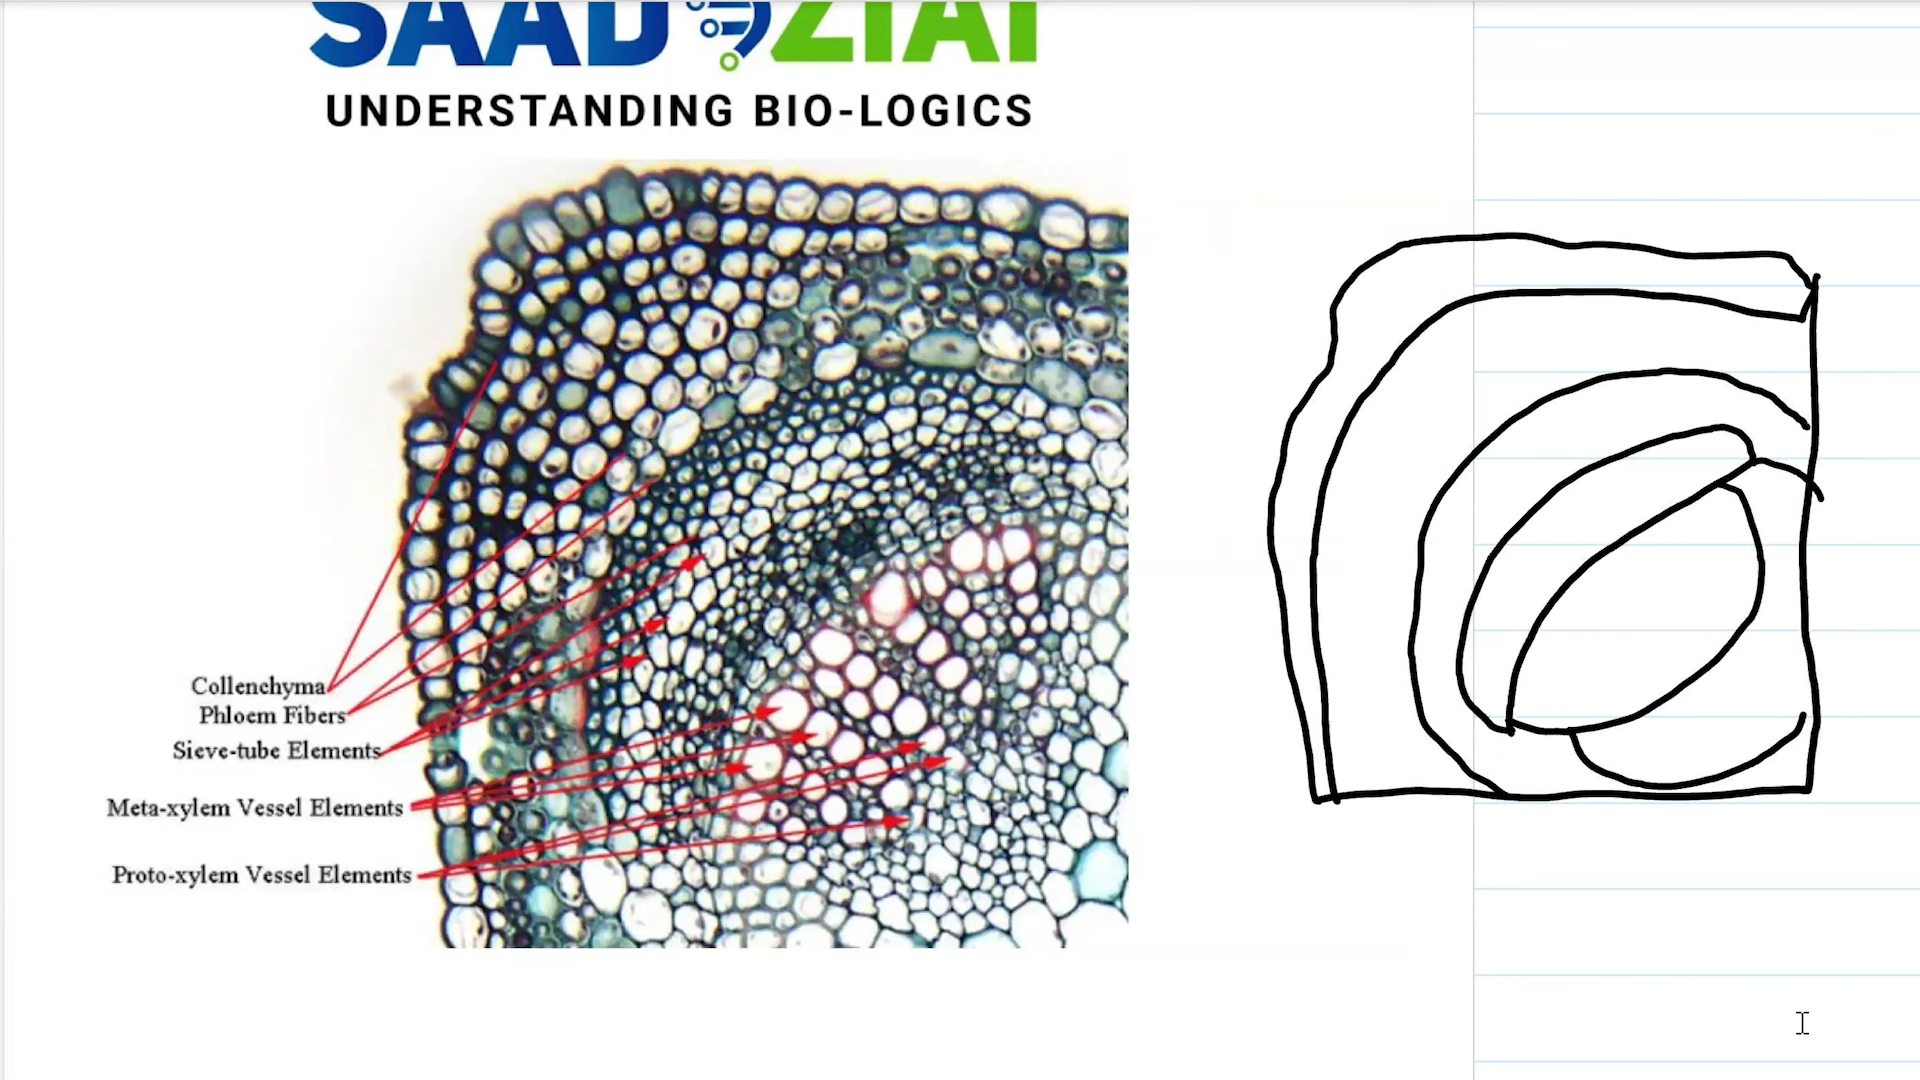 SAAD ZIAI
UNDERSTANDING BIO-LOGICS
Collenchyma
Phloem Fibers
Sieve-tube Elements
Meta-xylem Vessel Elements
Proto-xylem Vessel Elements